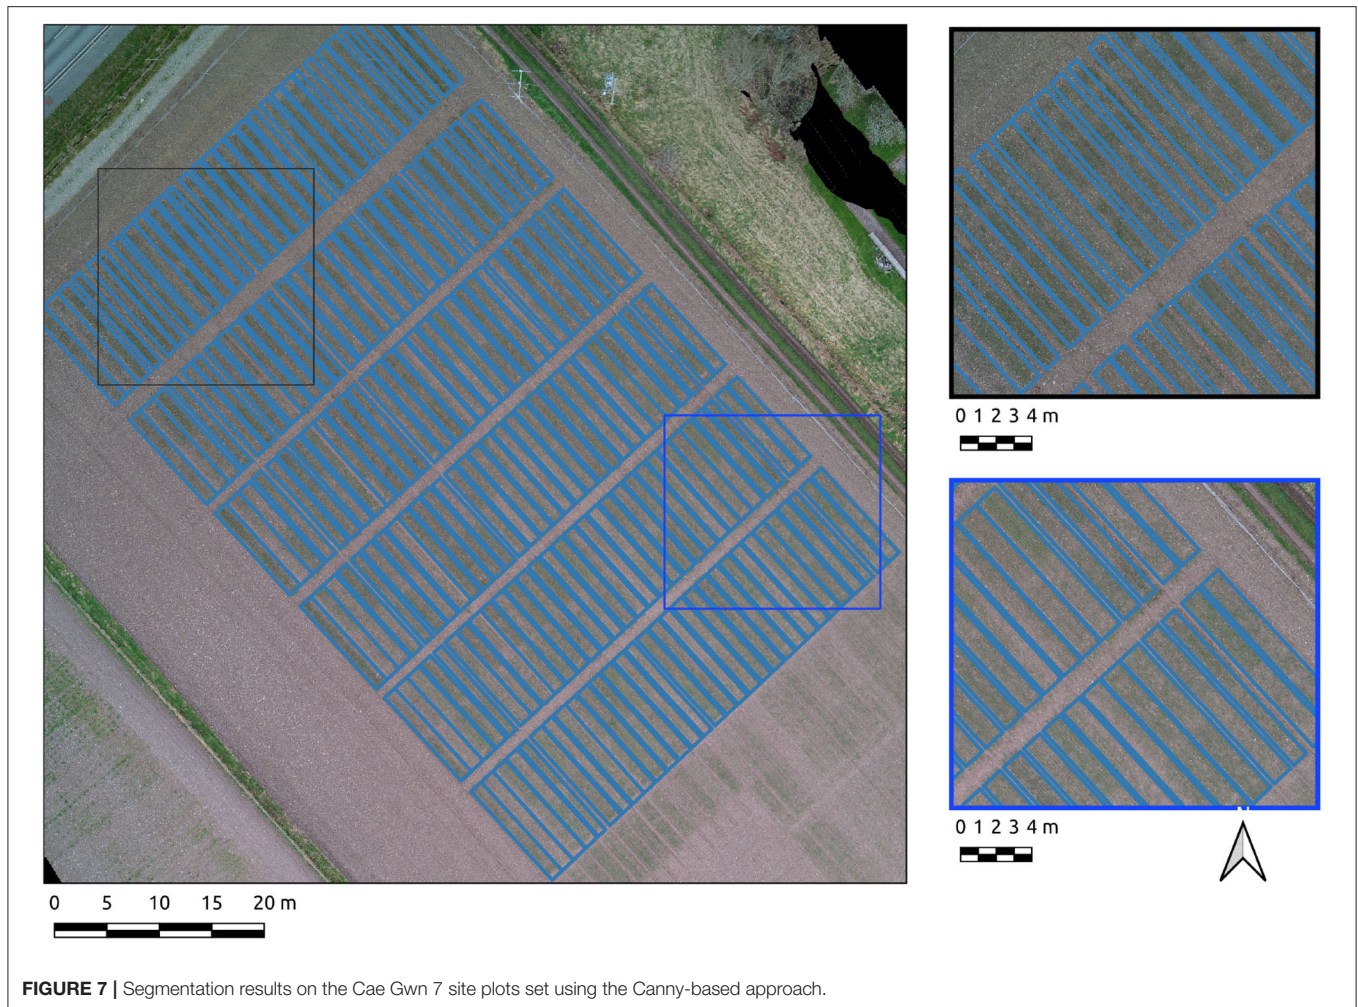 0 1 2 3 4 m
0 1 2 3 4 m
N
0 5 10 15 20 m
FIGURE 7 | Segmentation results on the Cae Gwn 7 site plots set using the Canny-based approach.